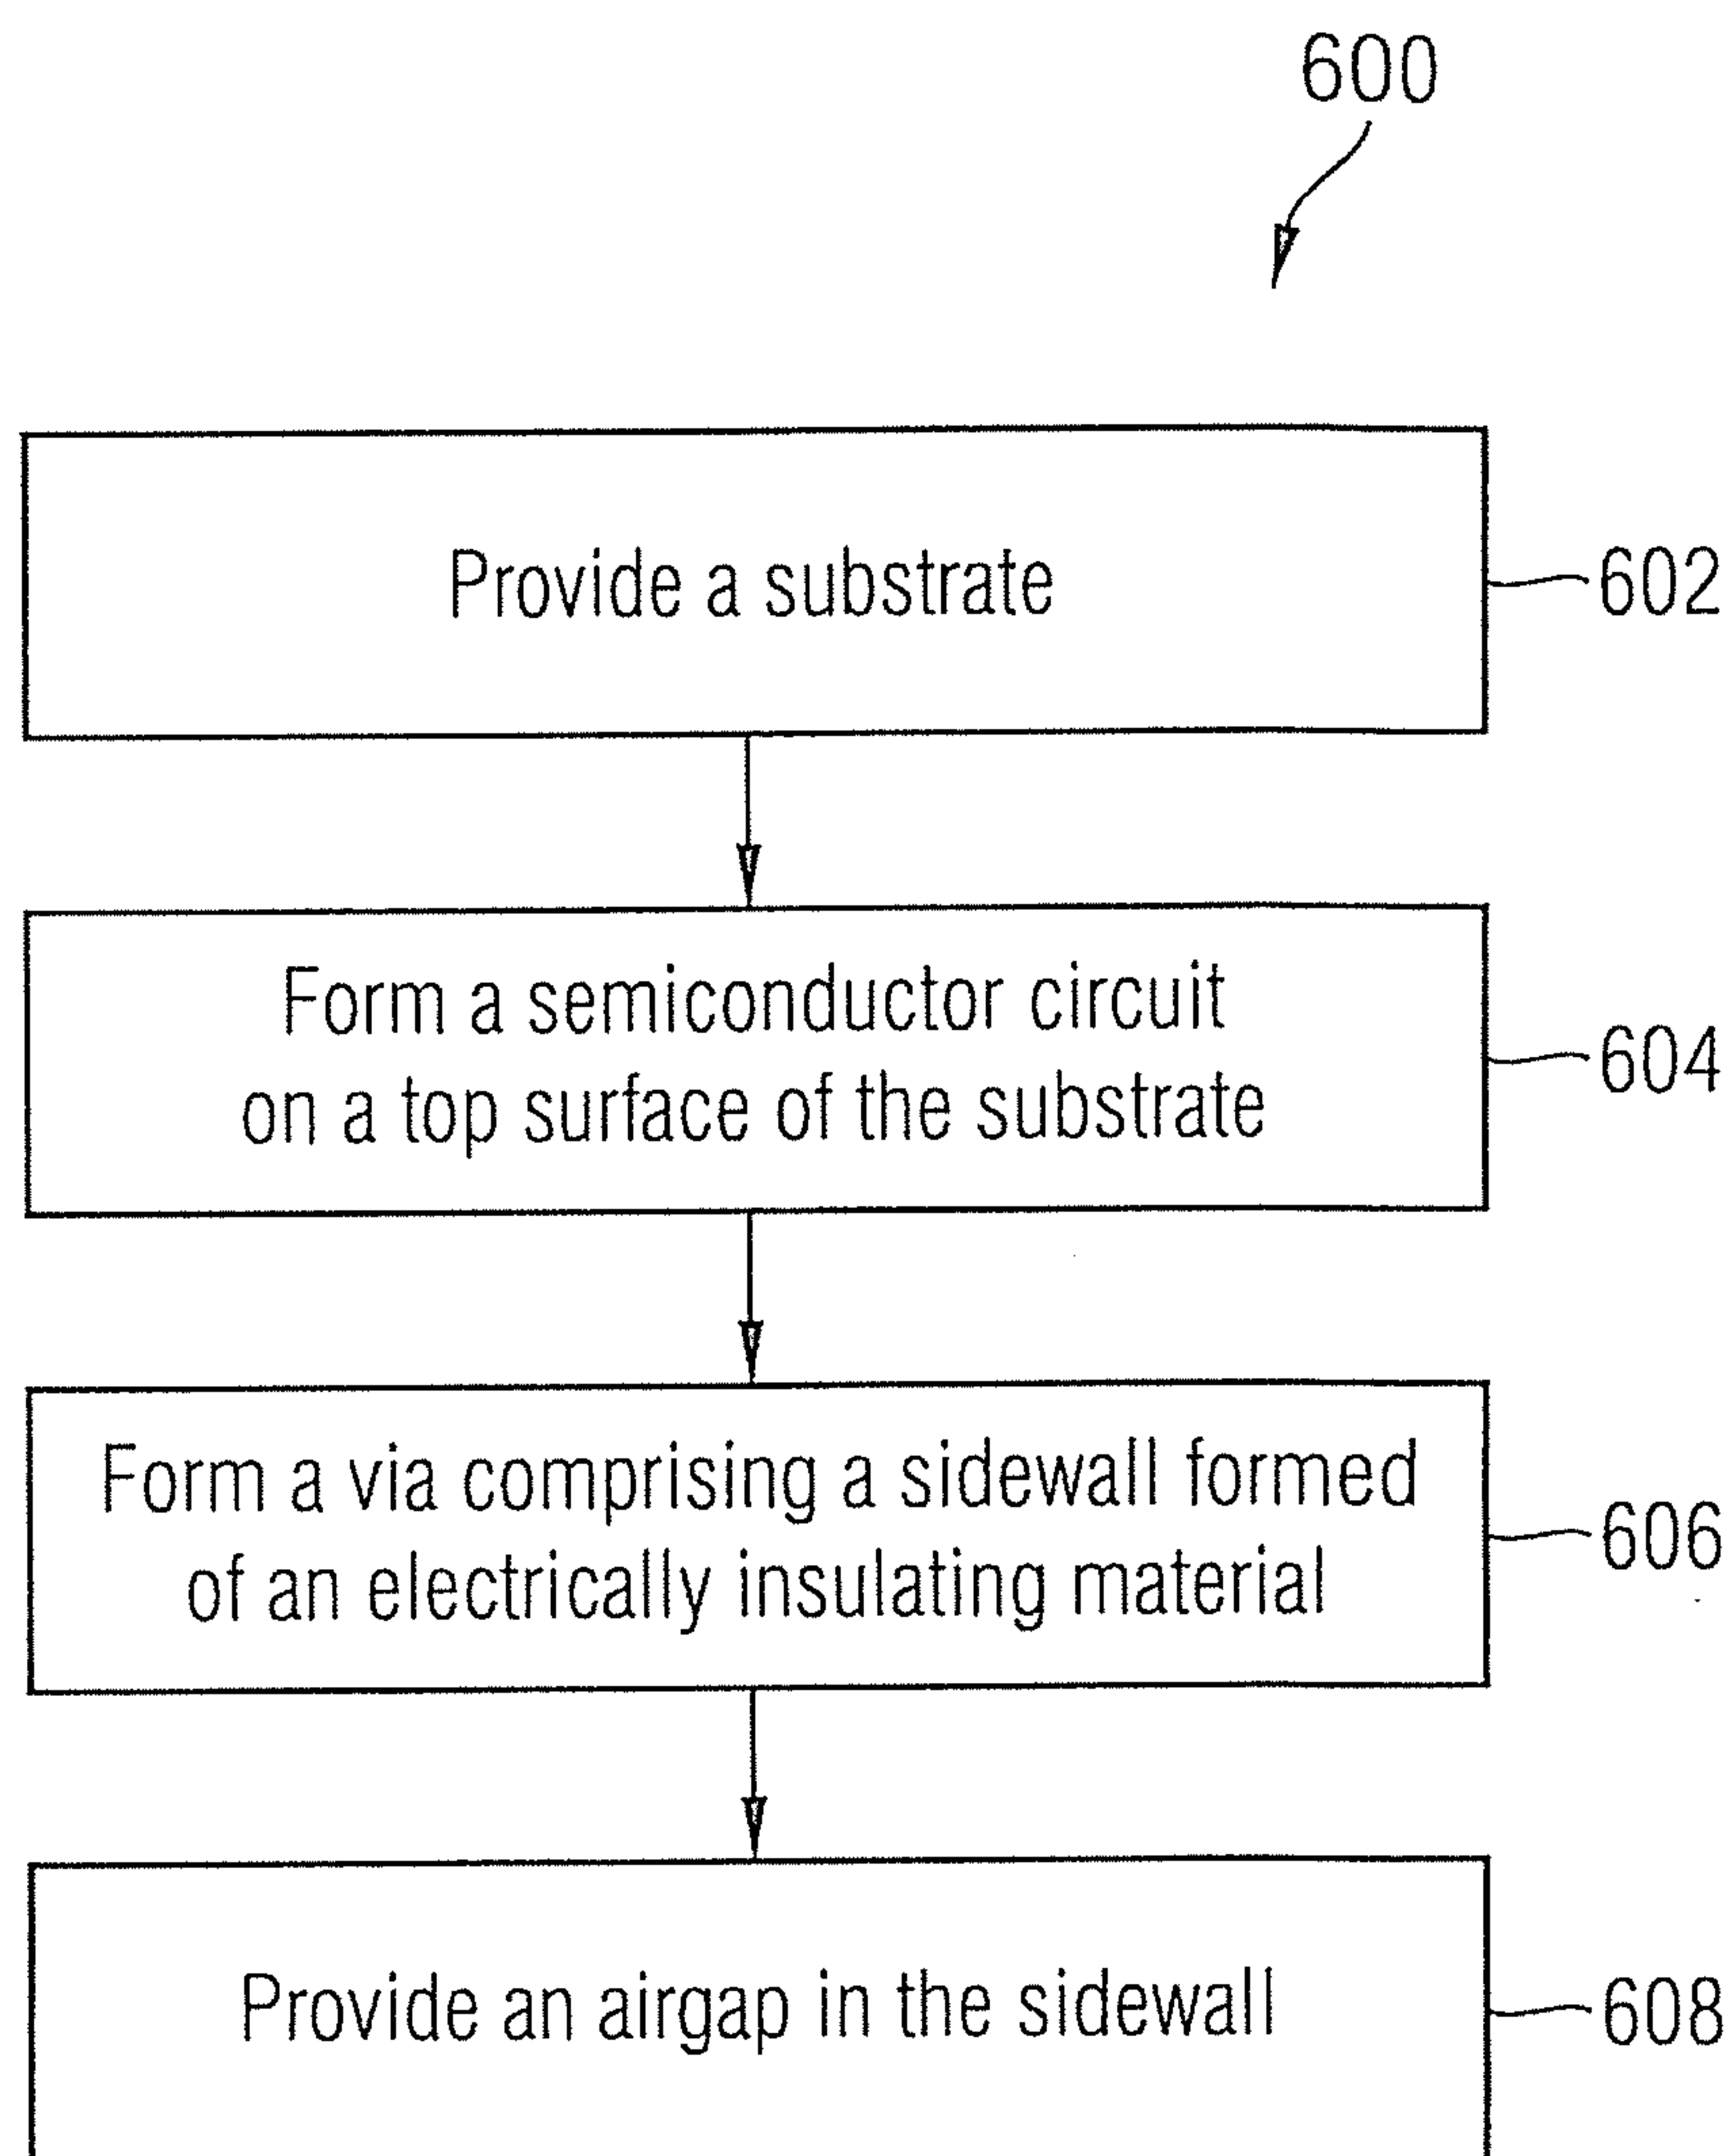 600
Provide a substrate
602
Form a semiconductor circuit
on a top surface of the substrate
604
Form a via comprising a sidewall formed
of an electrically insulating material
606
Provide an airgap in the sidewall
608